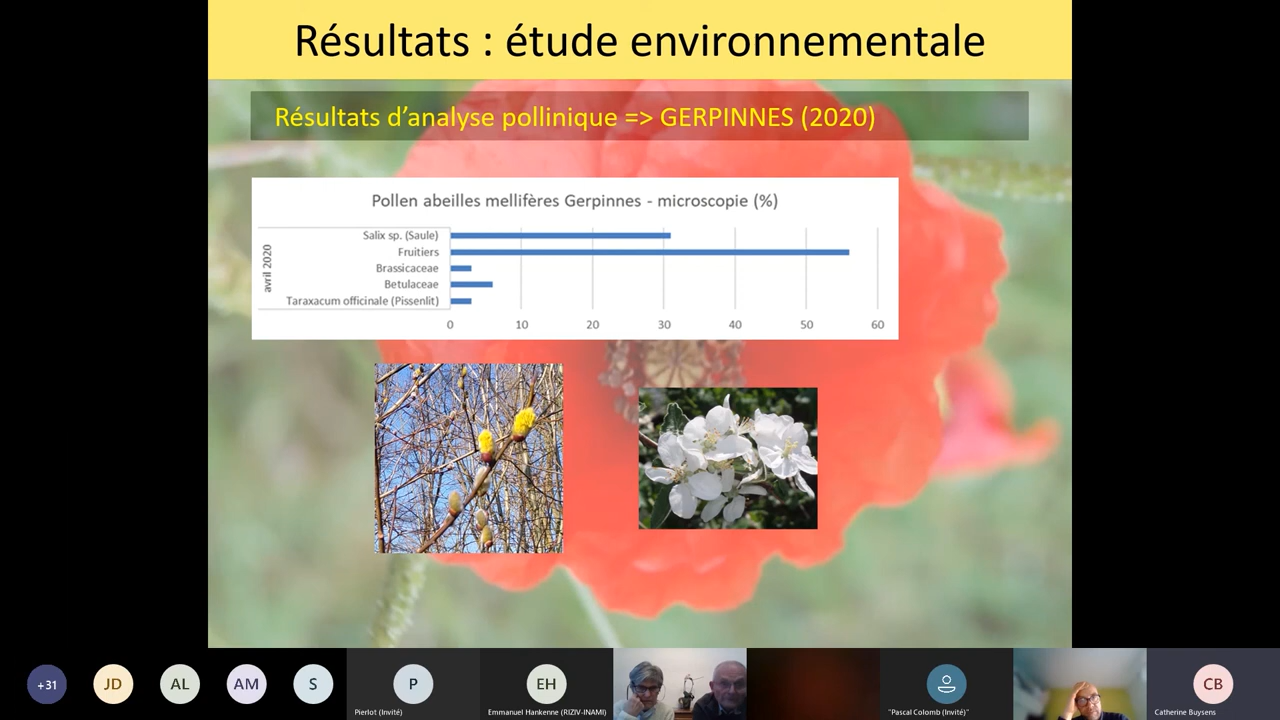 Résultats : étude environnementale
Résultats d’analyse pollinique => GERPINNES (2020)
Pollen abeilles mellifères Gerpinnes - microscopie (%)
avril 2020
Salix sp. (Saule)
Fruitiers
Brassicaceae
Betulaceae
Taraxacum officinale (Pissenlit)
0 10 20 30 40 50 60
+31 JD AL AM S P EH CB
Pierlot (Invité) Emmanuel Hankenne (RIZIV-INAMI) "Pascal Colomb (Invité)" Catherine Buysens